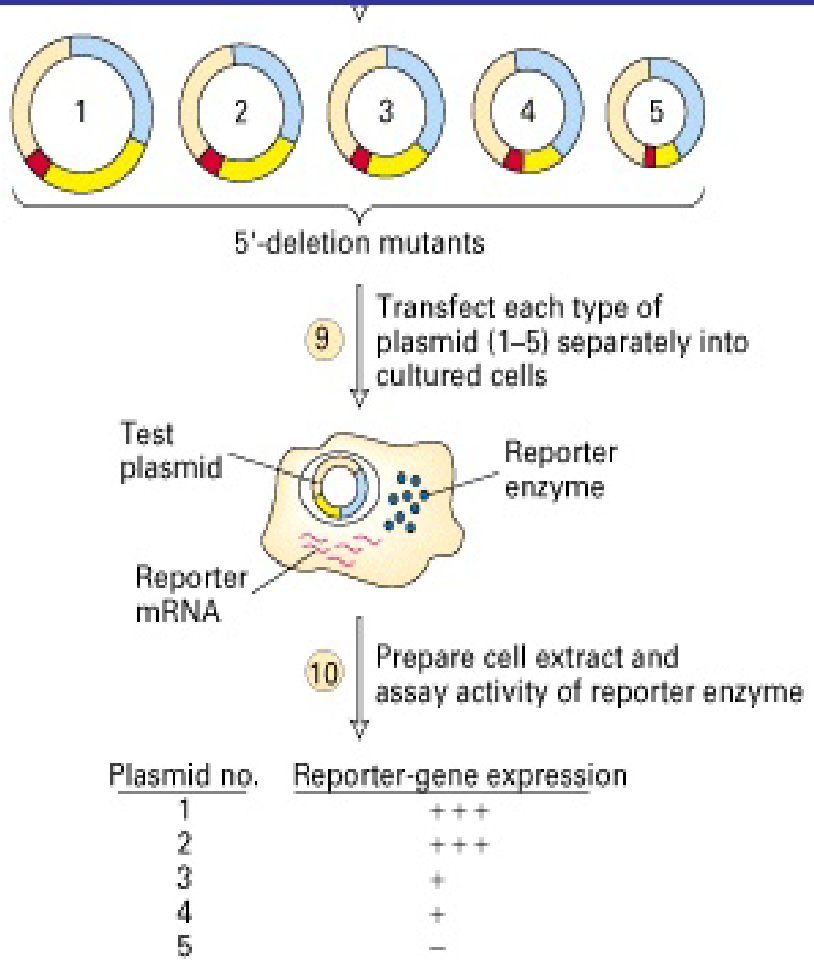 1 2 3 4 5
5'-deletion mutants
9
Transfect each type of
plasmid (1–5) separately into
cultured cells
Test
plasmid
Reporter
enzyme
Reporter
mRNA
10
Prepare cell extract and
assay activity of reporter enzyme
Plasmid no. Reporter-gene expression
1 +++
2 +++
3 +
4 +
5 –